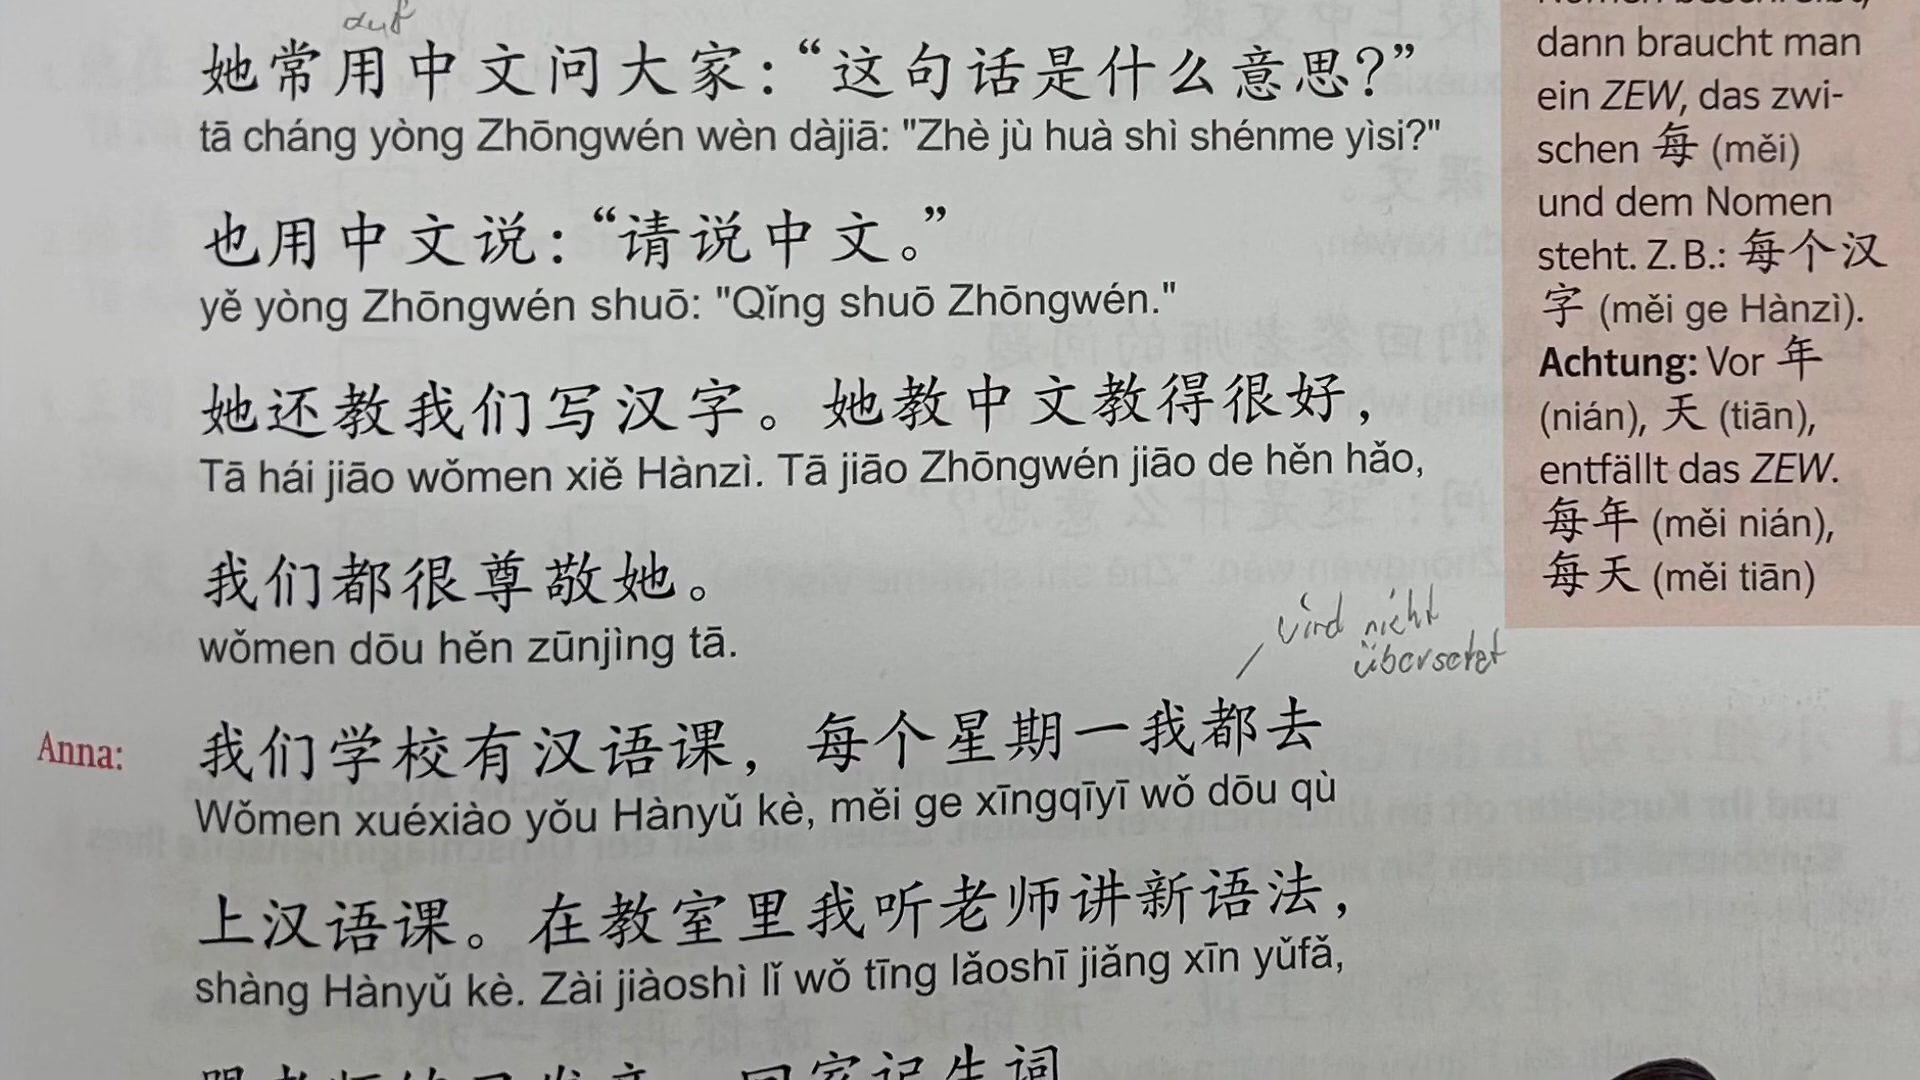 auf
她常用中文问大家：“这句话是什么意思？”
tā cháng yòng Zhōngwén wèn dàjiā: "Zhè jù huà shì shénme yìsi?"
也用中文说：“请说中文。”
yě yòng Zhōngwén shuō: "Qǐng shuō Zhōngwén."
她还教我们写汉字。她教中文教得很好，
Tā hái jiāo wǒmen xiě Hànzì. Tā jiāo Zhōngwén jiāo de hěn hǎo,
我们都很尊敬她。
wǒmen dōu hěn zūnjìng tā.
wird nicht
übersetzt
Anna: 我们学校有汉语课，每个星期一我都去
Wǒmen xuéxiào yǒu Hànyǔ kè, měi ge xīngqīyī wǒ dōu qù
上汉语课。在教室里我听老师讲新语法，
shàng Hànyǔ kè. Zài jiàoshì lǐ wǒ tīng lǎoshī jiǎng xīn yǔfǎ,
回家记生词
Nomen beschreibt,
dann braucht man
ein ZEW, das zwi-
schen 每 (měi)
und dem Nomen
steht. Z. B.: 每个汉
字 (měi ge Hànzì).
Achtung: Vor 年
(nián), 天 (tiān),
entfällt das ZEW.
每年 (měi nián),
每天 (měi tiān)